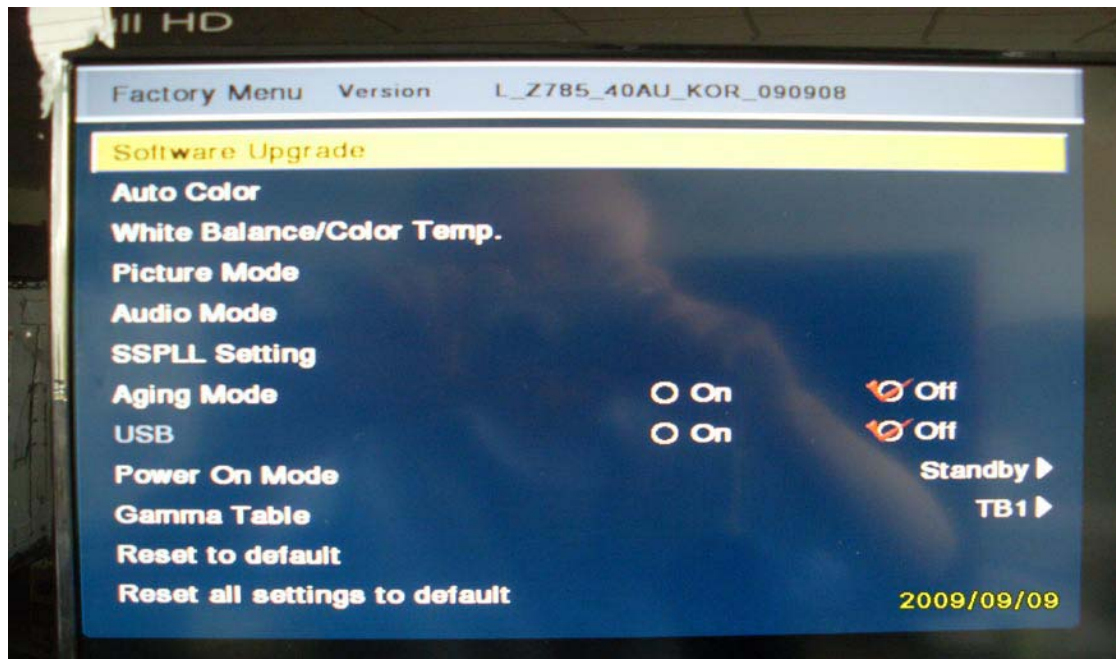 ll HD
Factory Menu Version L_Z785_40AU_KOR_090908
Software Upgrade
Auto Color
White Balance/Color Temp.
Picture Mode
Audio Mode
SSPLL Setting
Aging Mode On Off
USB On Off
Power On Mode Standby
Gamma Table TB1
Reset to default
Reset all settings to default
2009/09/09